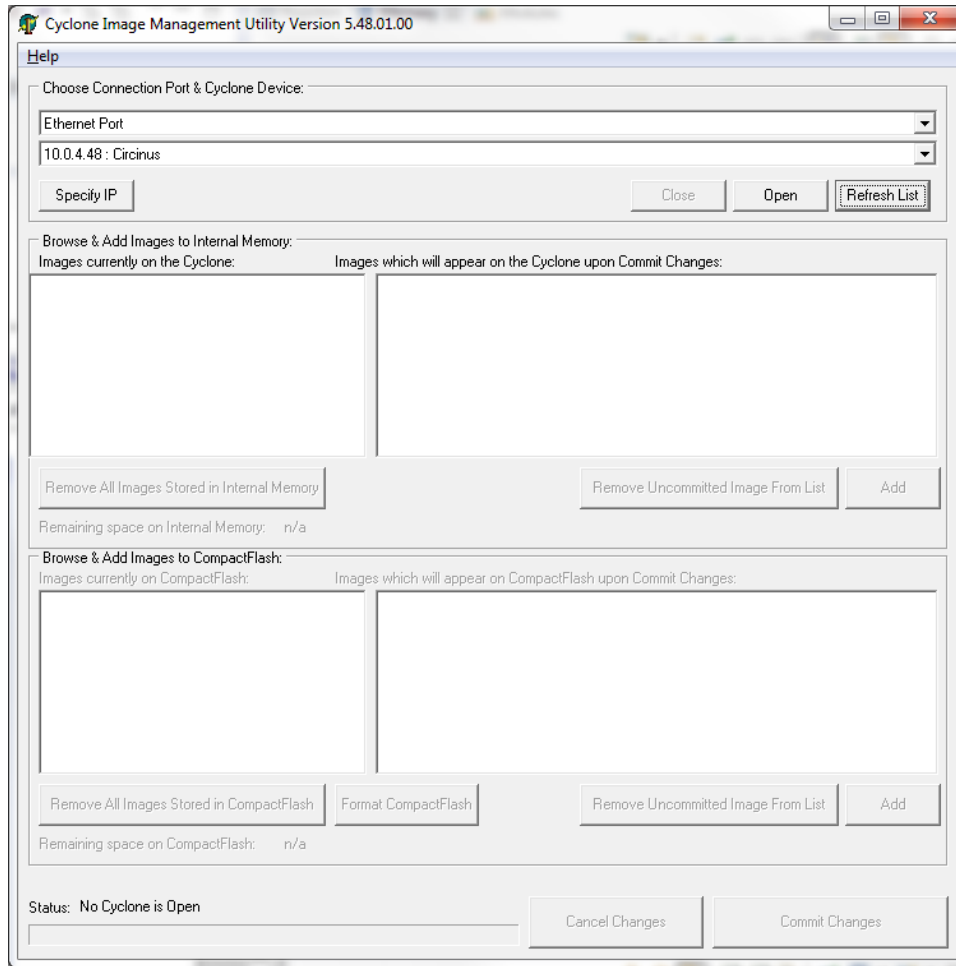 Cyclone Image Management Utility Version 5.48.01.00
Help
Choose Connection Port & Cyclone Device:
Ethernet Port
10.0.4.48 : Circinus
Specify IP Close Open Refresh List
Browse & Add Images to Internal Memory:
Images currently on the Cyclone: Images which will appear on the Cyclone upon Commit Changes:
Remove All Images Stored in Internal Memory Remove Uncommitted Image From List Add
Remaining space on Internal Memory: n/a
Browse & Add Images to CompactFlash:
Images currently on CompactFlash: Images which will appear on CompactFlash upon Commit Changes:
Remove All Images Stored in CompactFlash Format CompactFlash Remove Uncommitted Image From List Add
Remaining space on CompactFlash: n/a
Status: No Cyclone is Open
Cancel Changes Commit Changes